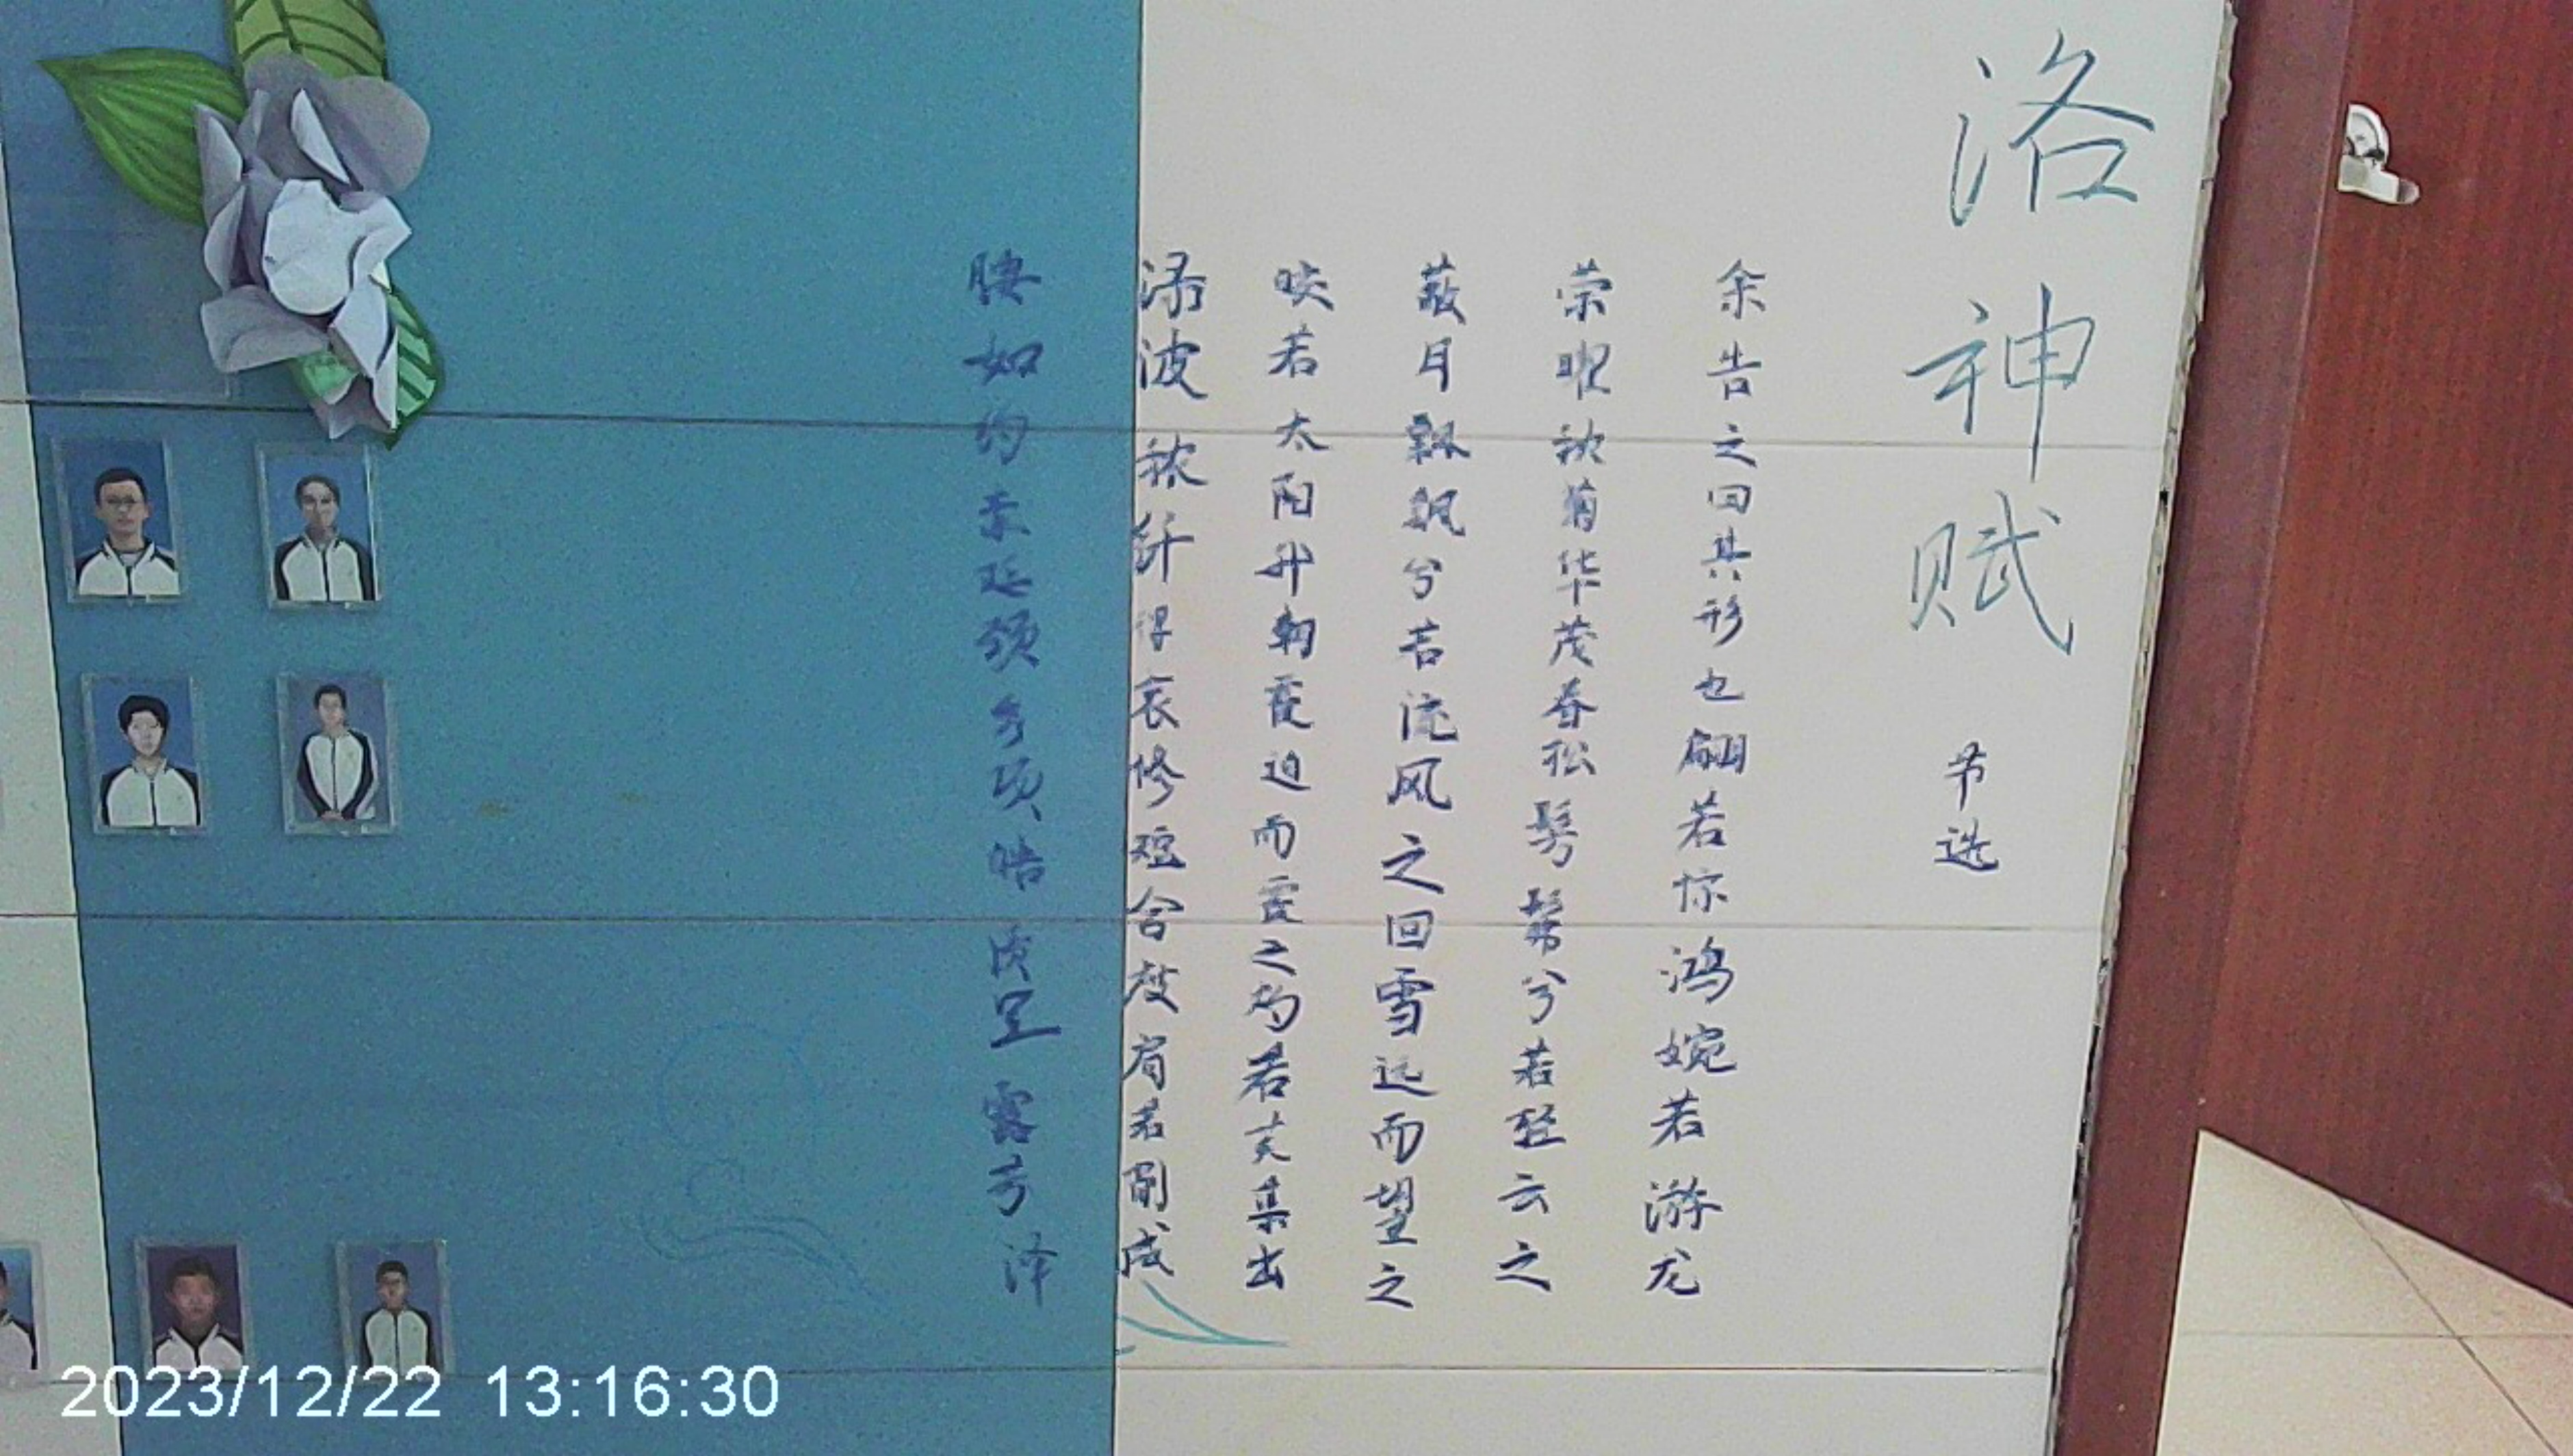 洛神赋
节选
余告之曰其形也翩若惊鸿婉若游龙
荣曜秋菊华茂春松髣髴兮若轻云之
蔽月飘飖兮若流风之回雪远而望之
皎若太阳升朝霞迫而察之灼若芙蕖出
渌波秾纤得衷修短合度肩若削成
腰如约素延颈秀项皓质呈露芳泽
2023/12/22 13:16:30